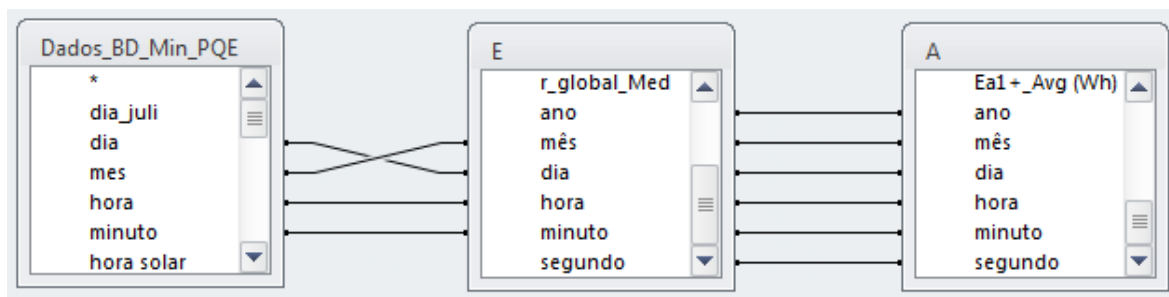 Dados_BD_Min_PQE
*
dia_juli
dia
mes
hora
minuto
hora solar
E
r_global_Med
ano
mês
dia
hora
minuto
segundo
A
Ea1+_Avg (Wh)
ano
mês
dia
hora
minuto
segundo